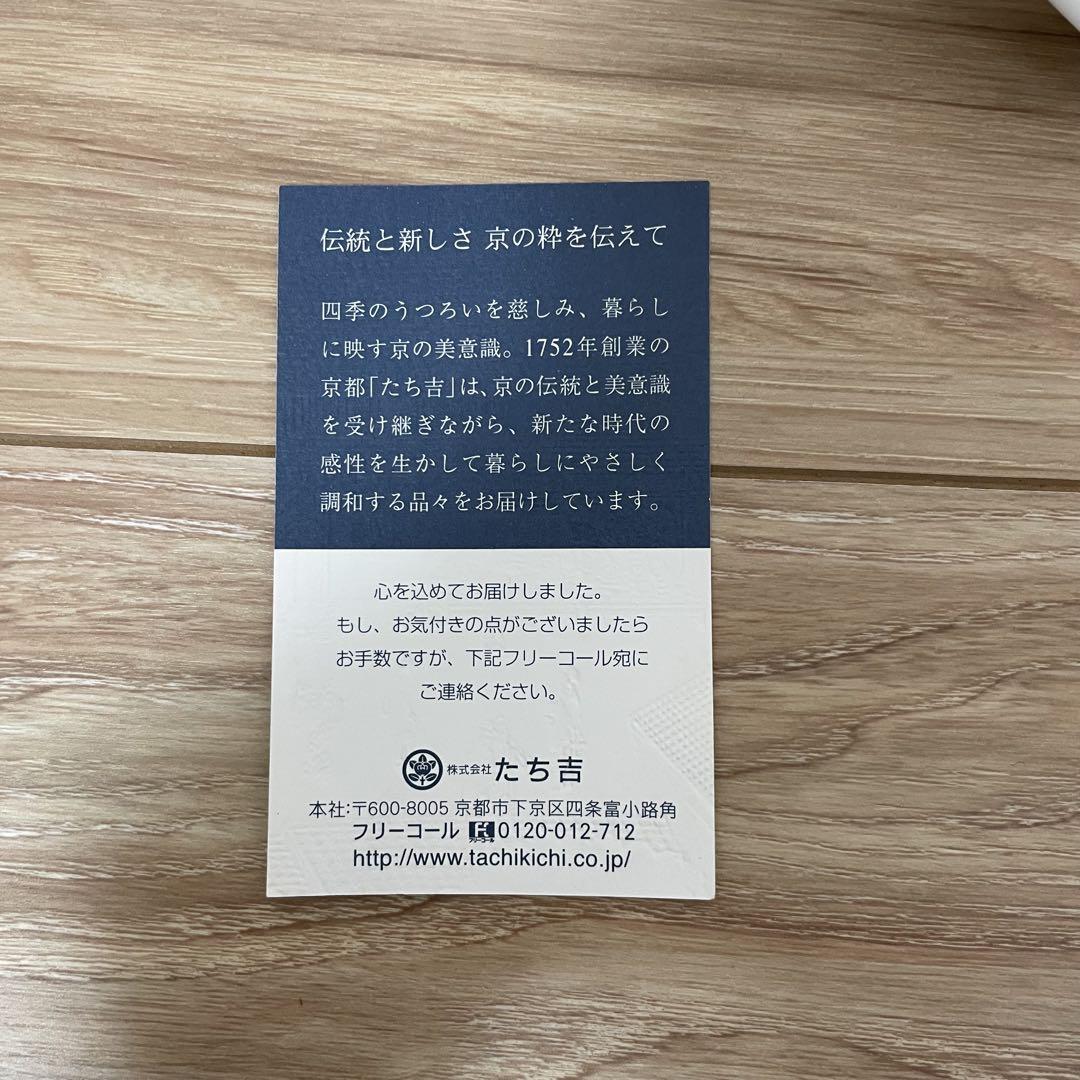 伝統と新しさ 京の粋を伝えて
四季のうつろいを慈しみ、暮らし
に映す京の美意識。1752年創業の
京都「たち吉」は、京の伝統と美意識
を受け継ぎながら、新たな時代の
感性を生かして暮らしにやさしく
調和する品々をお届けしています。
心を込めてお届けしました。
もし、お気付きの点がございましたら
お手数ですが、下記フリーコール宛に
ご連絡ください。
株式会社 たち吉
本社:〒600-8005 京都市下京区四条富小路角
フリーコール フリーコール 0120-012-712
http://www.tachikichi.co.jp/